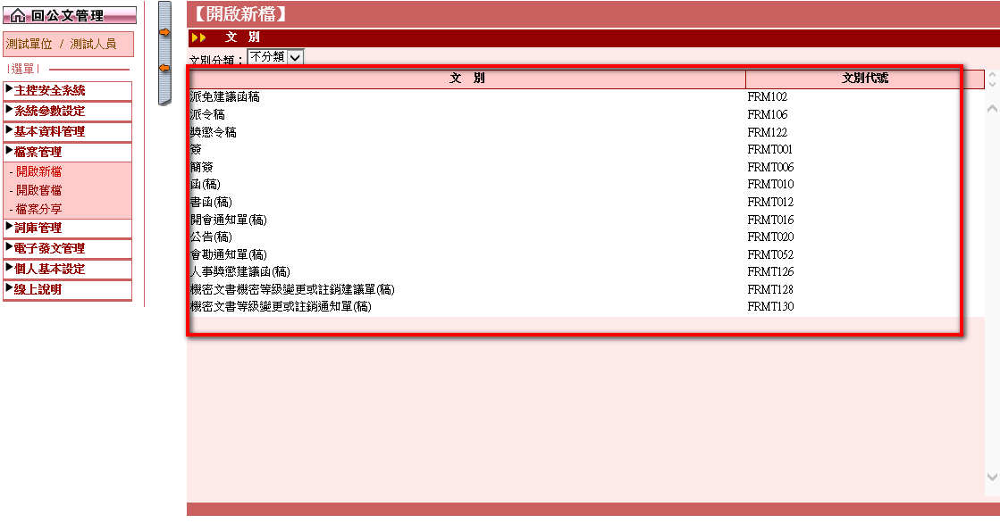 回公文管理
測試單位 / 測試人員
選單
主控安全系統
系統參數設定
基本資料管理
檔案管理
- 開啟新檔
- 開啟舊檔
- 檔案分享
詞庫管理
電子發文管理
個人基本設定
線上說明
【開啟新檔】
文 別
文別分類：不分類
文 別 文別代號
派免建議函稿 FRM102
派令稿 FRM106
獎懲令稿 FRM122
簽 FRMT001
簡簽 FRMT006
函(稿) FRMT010
書函(稿) FRMT012
開會通知單(稿) FRMT016
公告(稿) FRMT020
會勘通知單(稿) FRMT052
人事獎懲建議函(稿) FRMT126
機密文書機密等級變更或註銷建議單(稿) FRMT128
機密文書等級變更或註銷通知單(稿) FRMT130